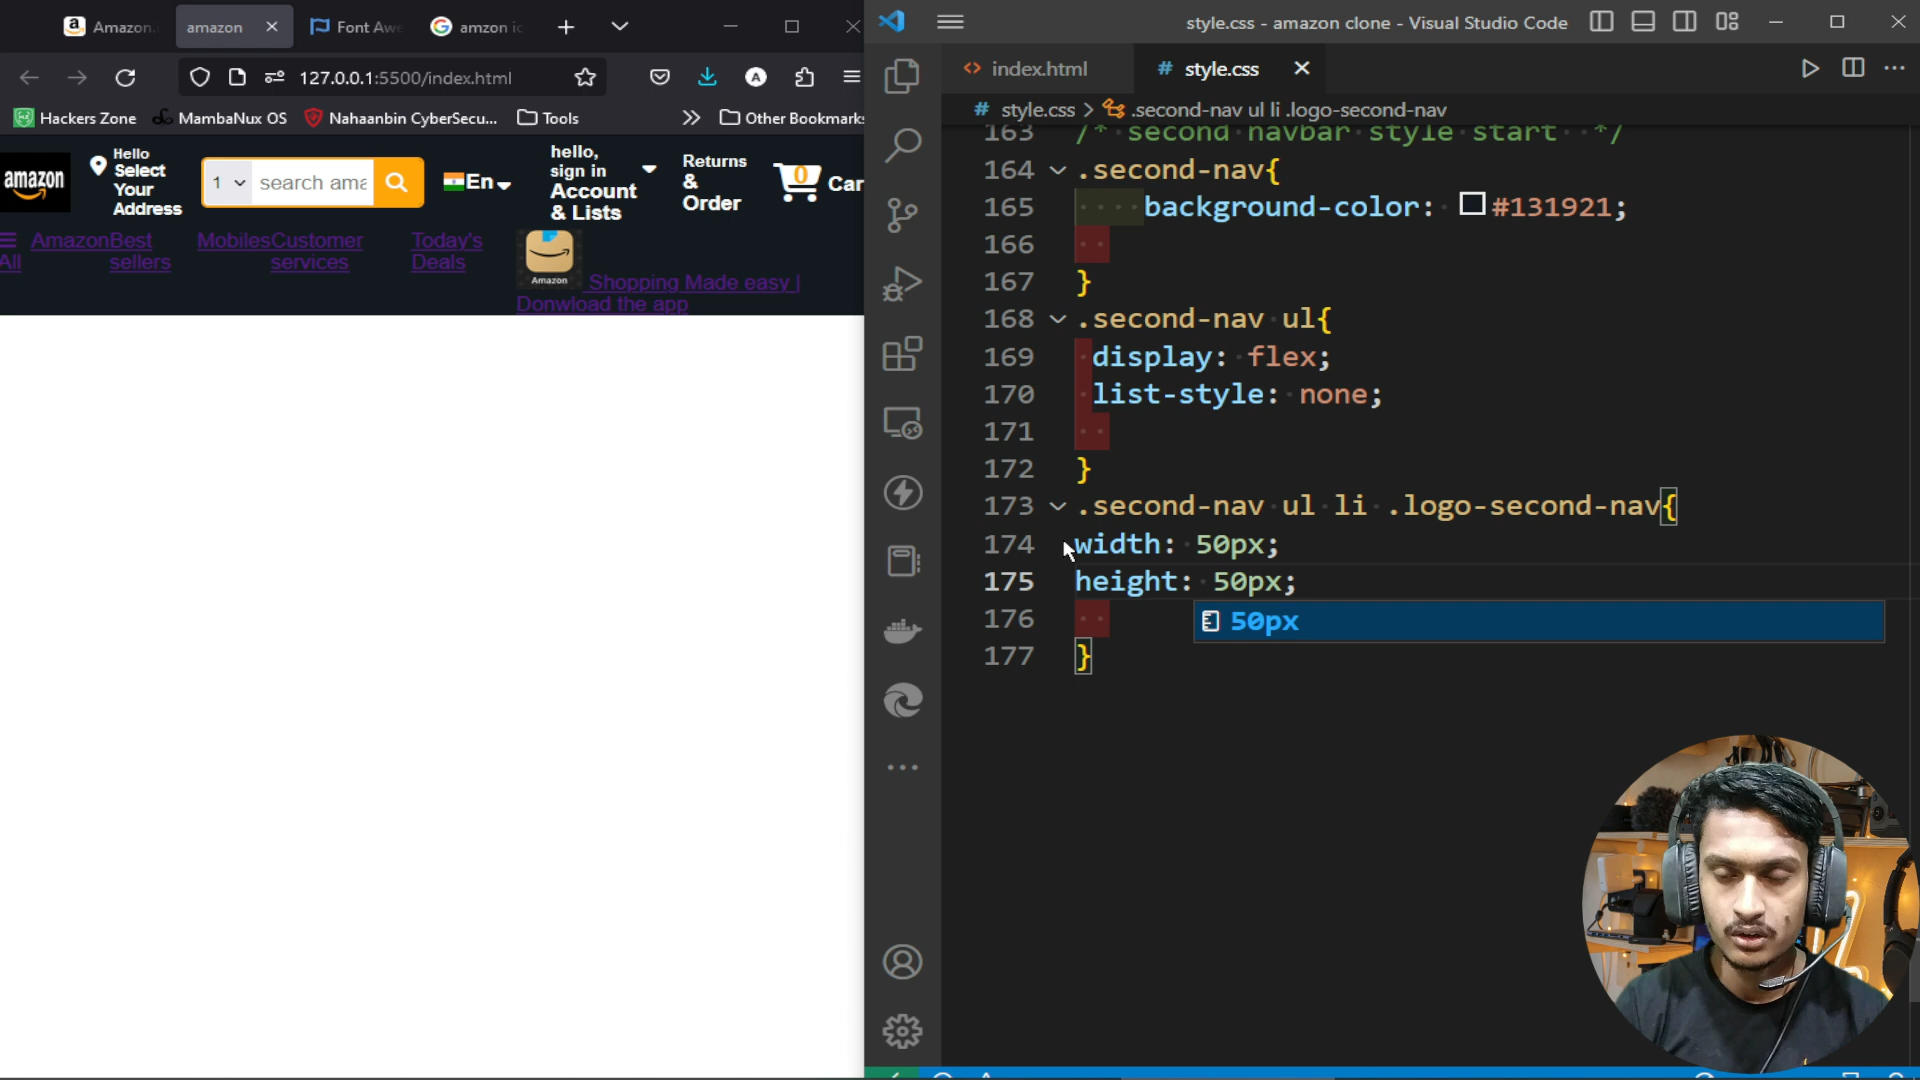 Amazon.
amazon
Font Awe
amzon ic
127.0.0.1:5500/index.html
Hackers Zone
MambaNux OS
Nahaanbin CyberSecu...
Tools
Other Bookmarks
amazon
Hello
Select
Your
Address
1
search ama
En
hello,
sign in
Account
& Lists
Returns
&
Order
0
Car
All
AmazonBest
sellers
MobilesCustomer
services
Today's
Deals
Amazon
Shopping Made easy |
Donwload the app
style.css - amazon clone - Visual Studio Code
index.html
# style.css
# style.css > .second-nav ul li .logo-second-nav
163 /* second navbar style start */
164 .second-nav{
165 background-color: #131921;
166
167 }
168 .second-nav ul{
169 display: flex;
170 list-style: none;
171
172 }
173 .second-nav ul li .logo-second-nav{
174 width: 50px;
175 height: 50px;
176
50px
177 }